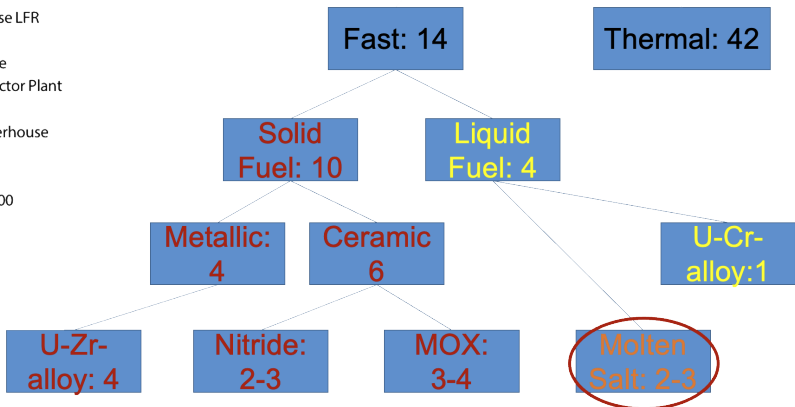 se LFR
e
ctor Plant
erhouse
00
Fast: 14
Thermal: 42
Solid
Fuel: 10
Liquid
Fuel: 4
Metallic:
4
Ceramic
6
U-Cr-
alloy:1
U-Zr-
alloy: 4
Nitride:
2-3
MOX:
3-4
Molten
Salt: 2-3